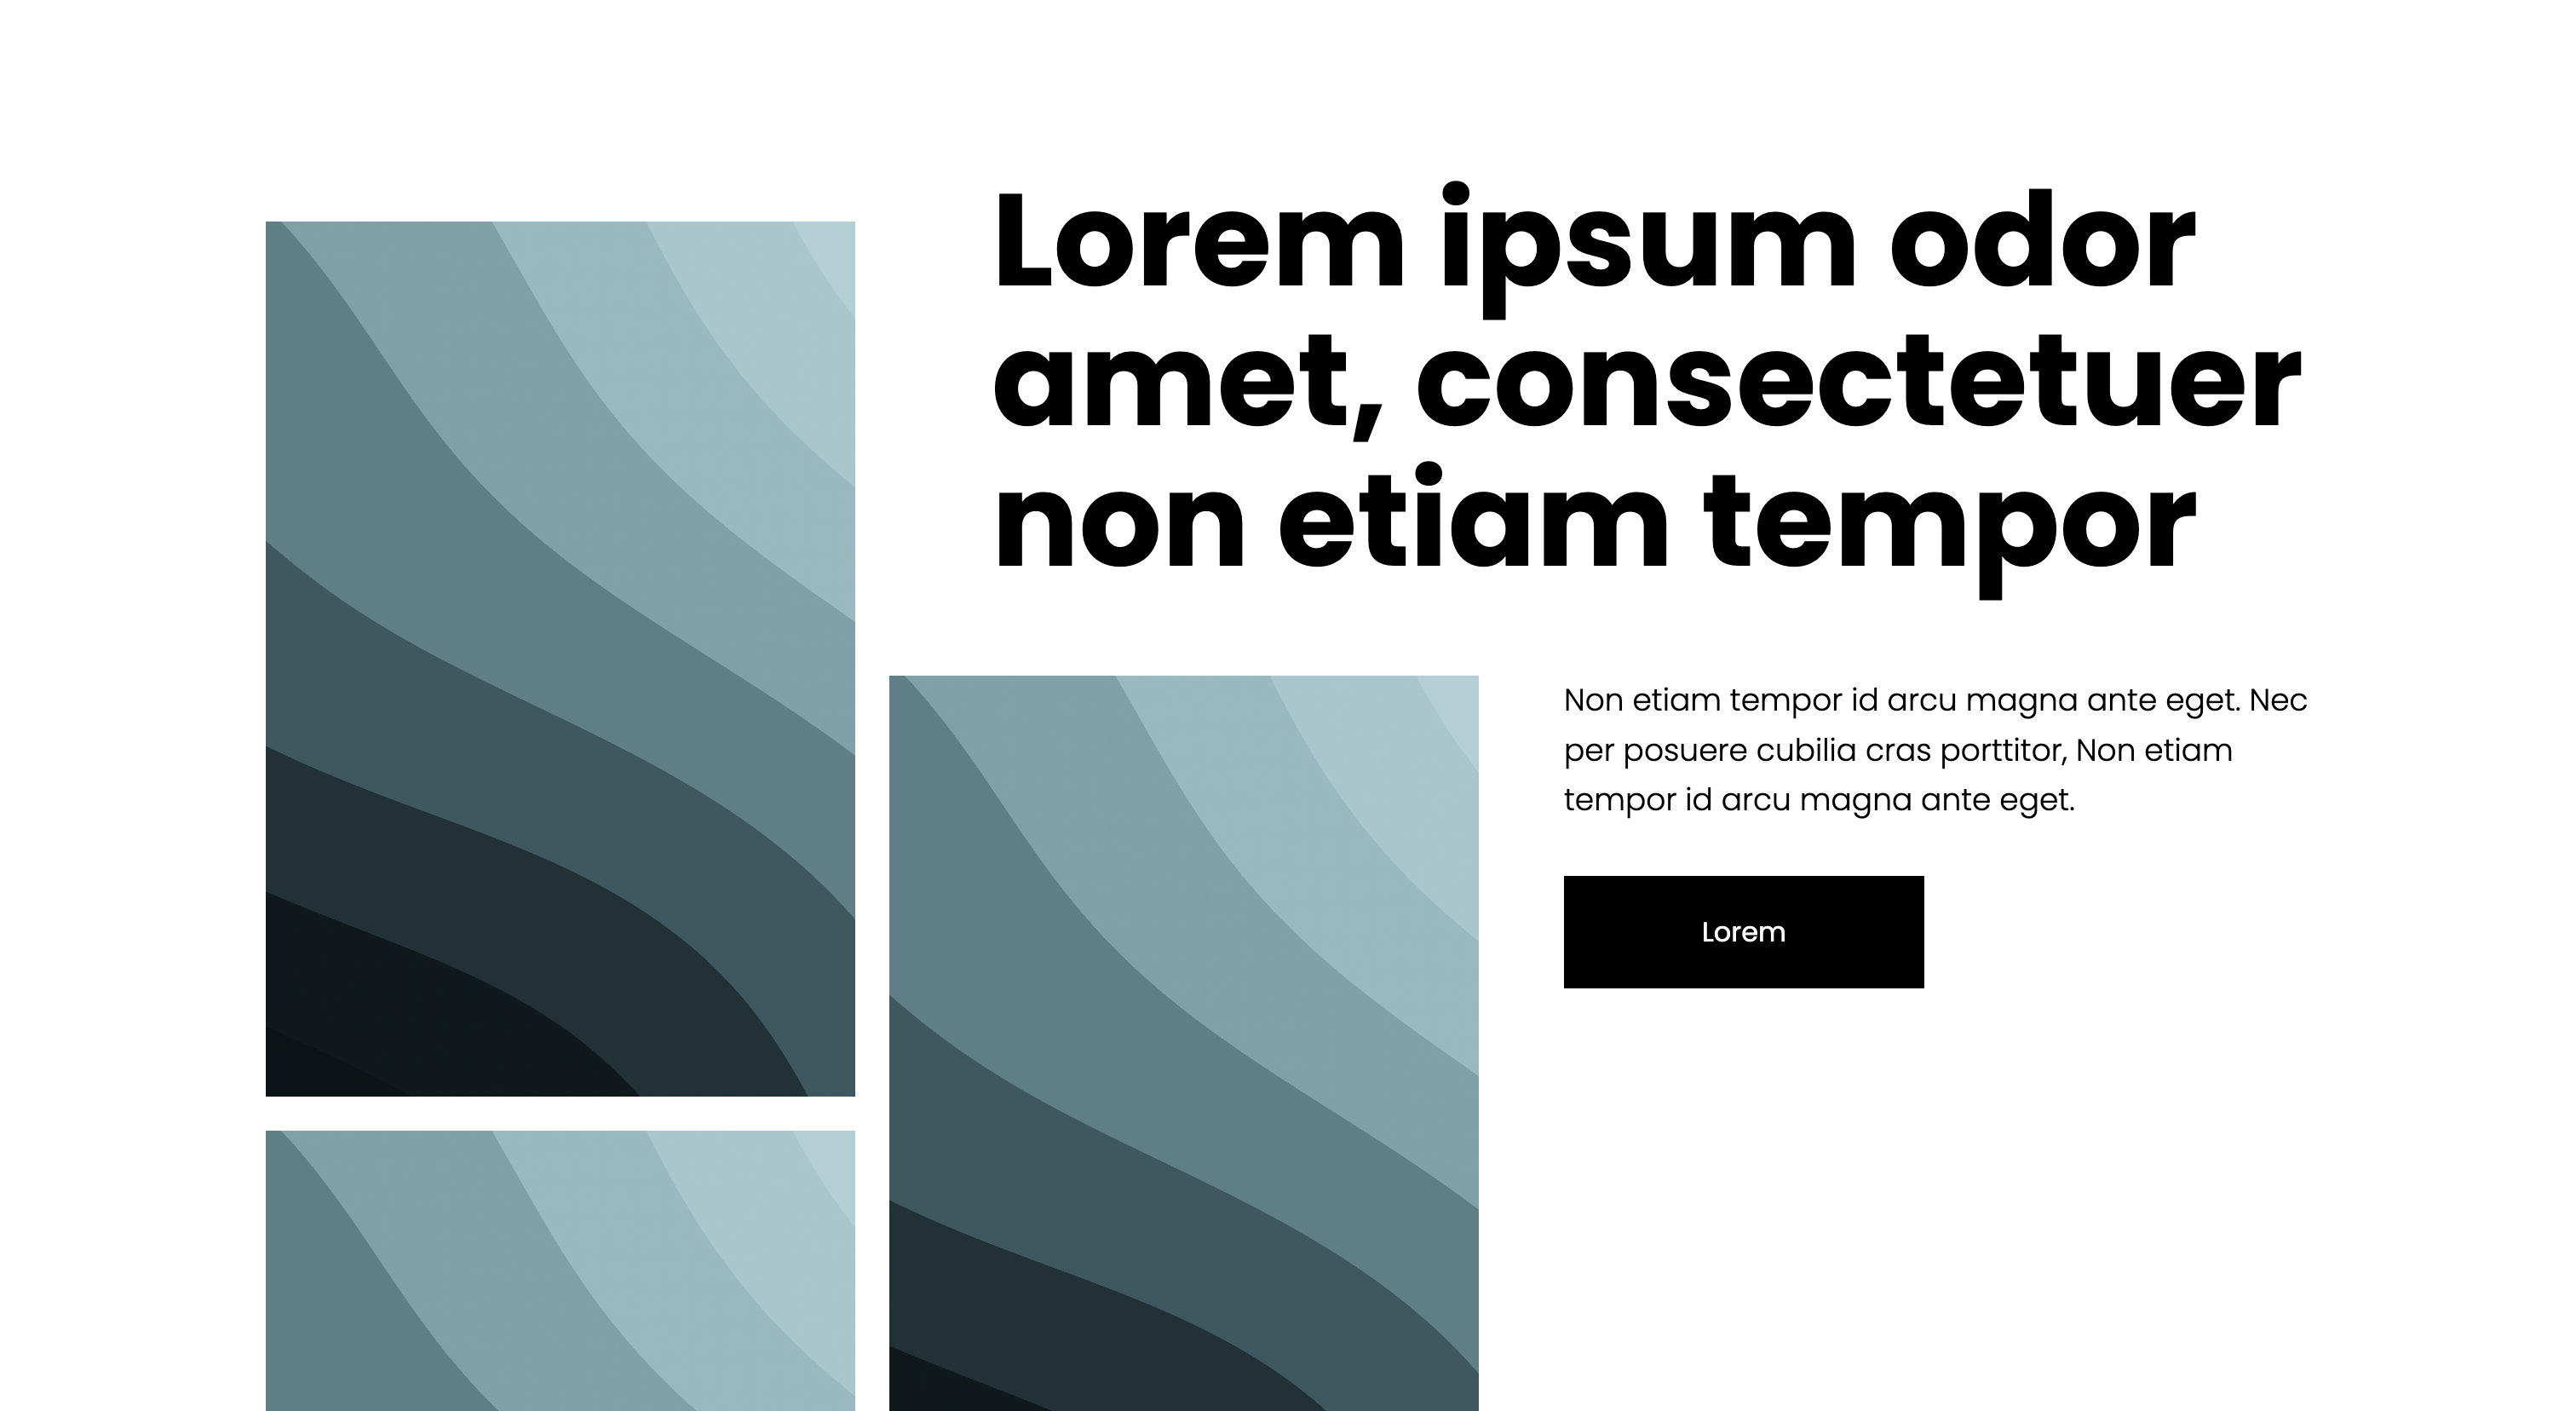 Lorem ipsum odor
amet, consectetuer
non etiam tempor
Non etiam tempor id arcu magna ante eget. Nec
per posuere cubilia cras porttitor, Non etiam
tempor id arcu magna ante eget.
Lorem